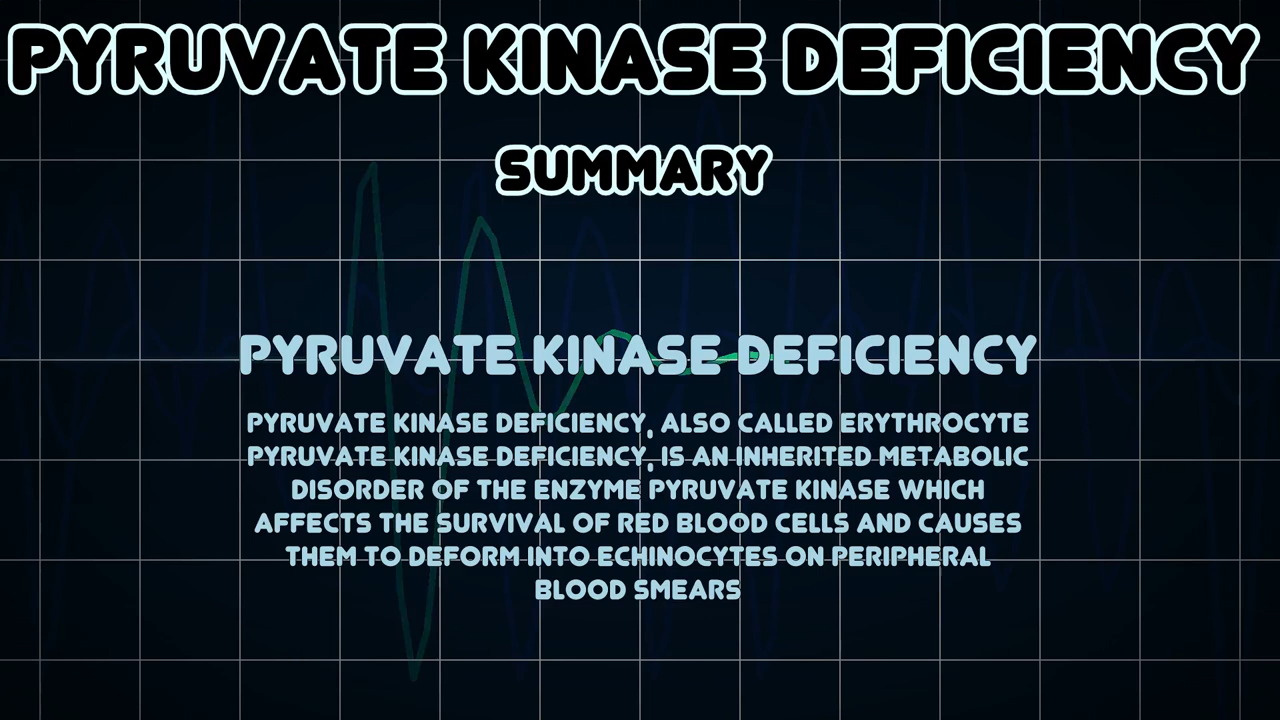 PYRUVATE KINASE DEFICIENCY
SUMMARY
PYRUVATE KINASE DEFICIENCY
PYRUVATE KINASE DEFICIENCY, ALSO CALLED ERYTHROCYTE
PYRUVATE KINASE DEFICIENCY, IS AN INHERITED METABOLIC
DISORDER OF THE ENZYME PYRUVATE KINASE WHICH
AFFECTS THE SURVIVAL OF RED BLOOD CELLS AND CAUSES
THEM TO DEFORM INTO ECHINOCYTES ON PERIPHERAL
BLOOD SMEARS